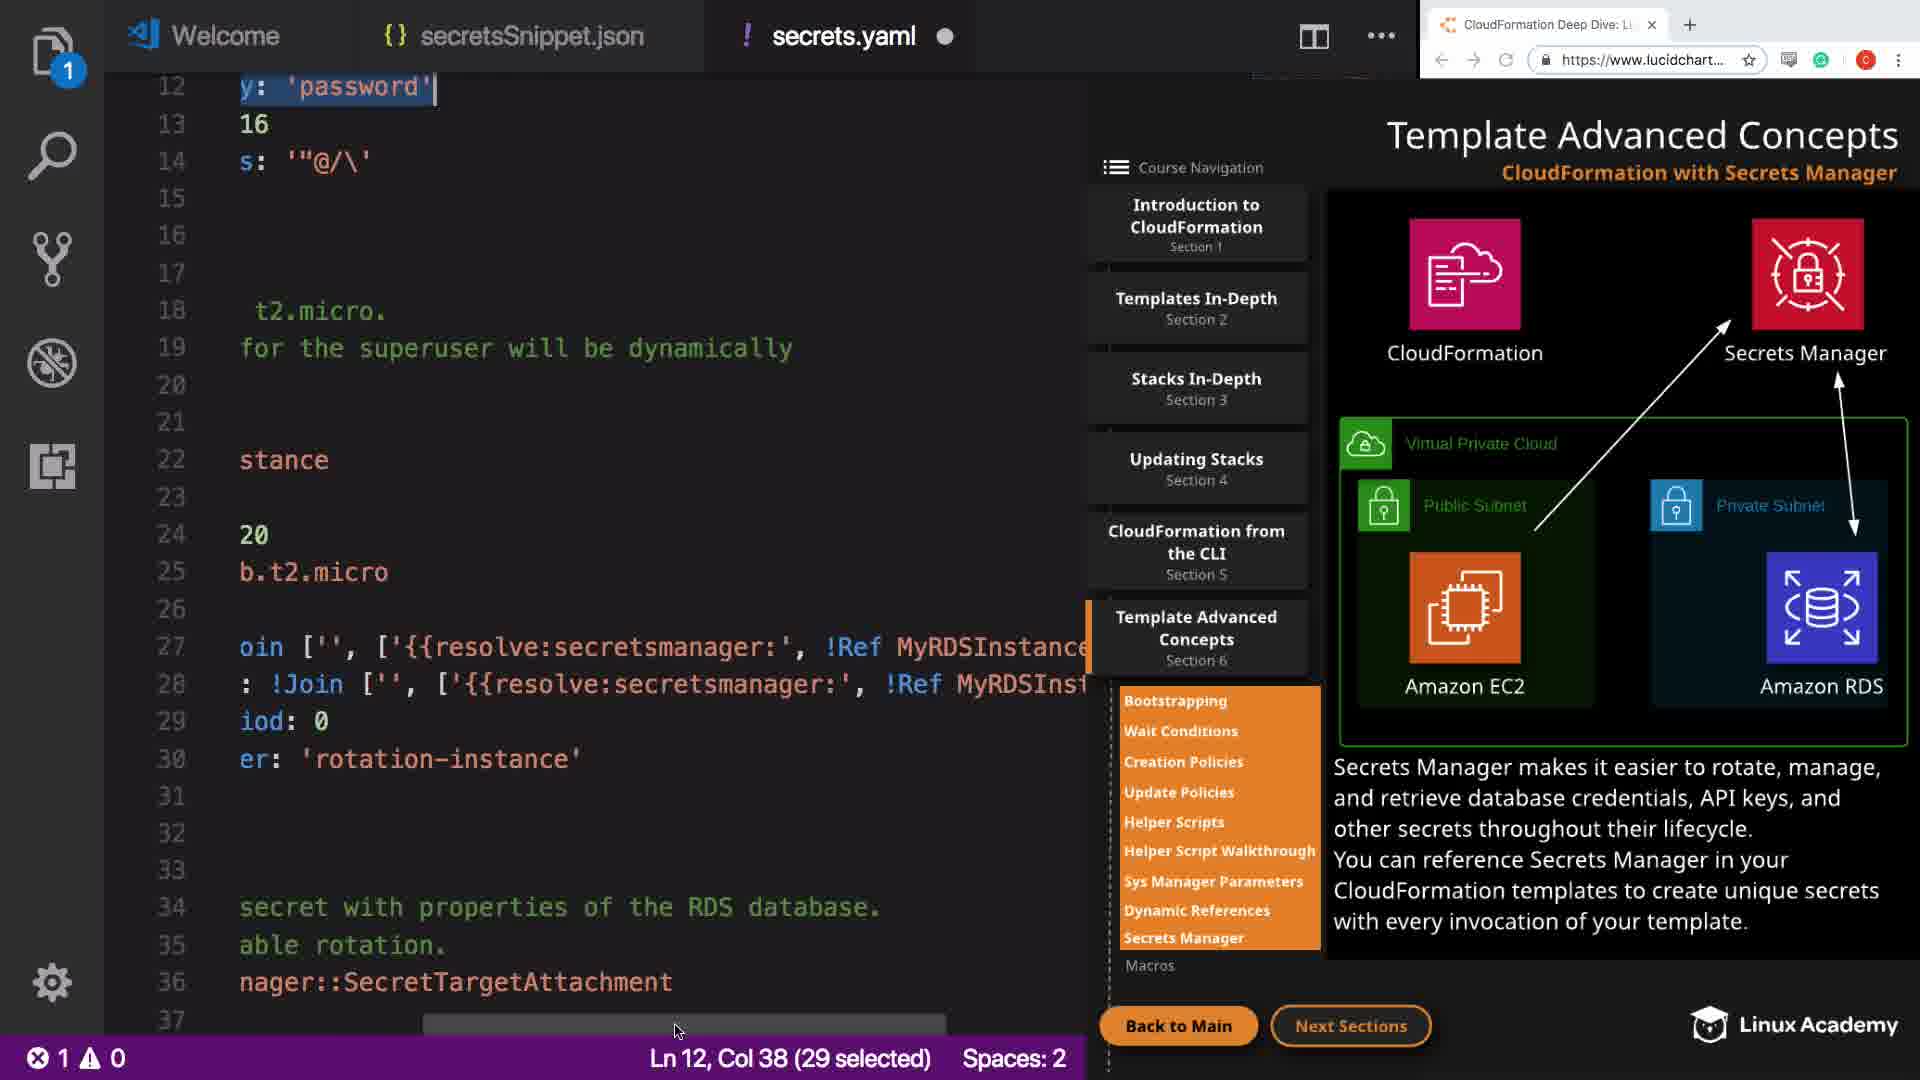 Welcome
{} secretsSnippet.json
! secrets.yaml
1
12 y: 'password'
13 16
14 s: '"@/\'
15
16
17
18 t2.micro.
19 for the superuser will be dynamically
20
21
22 stance
23
24 20
25 b.t2.micro
26
27 oin ['', ['{{resolve:secretsmanager:', !Ref MyRDSInstance
28 : !Join ['', ['{{resolve:secretsmanager:', !Ref MyRDSInst
29 iod: 0
30 er: 'rotation-instance'
31
32
33
34 secret with properties of the RDS database.
35 able rotation.
36 nager::SecretTargetAttachment
37
1 0
Ln 12, Col 38 (29 selected)
Spaces: 2
CloudFormation Deep Dive: Lu
https://www.lucidchart...
C
Template Advanced Concepts
CloudFormation with Secrets Manager
Course Navigation
Introduction to
CloudFormation
Section 1
Templates In-Depth
Section 2
Stacks In-Depth
Section 3
Updating Stacks
Section 4
CloudFormation from
the CLI
Section 5
Template Advanced
Concepts
Section 6
Bootstrapping
Wait Conditions
Creation Policies
Update Policies
Helper Scripts
Helper Script Walkthrough
Sys Manager Parameters
Dynamic References
Secrets Manager
Macros
Back to Main
Next Sections
CloudFormation
Secrets Manager
Virtual Private Cloud
Public Subnet
Private Subnet
Amazon EC2
Amazon RDS
Secrets Manager makes it easier to rotate, manage,
and retrieve database credentials, API keys, and
other secrets throughout their lifecycle.
You can reference Secrets Manager in your
CloudFormation templates to create unique secrets
with every invocation of your template.
Linux Academy